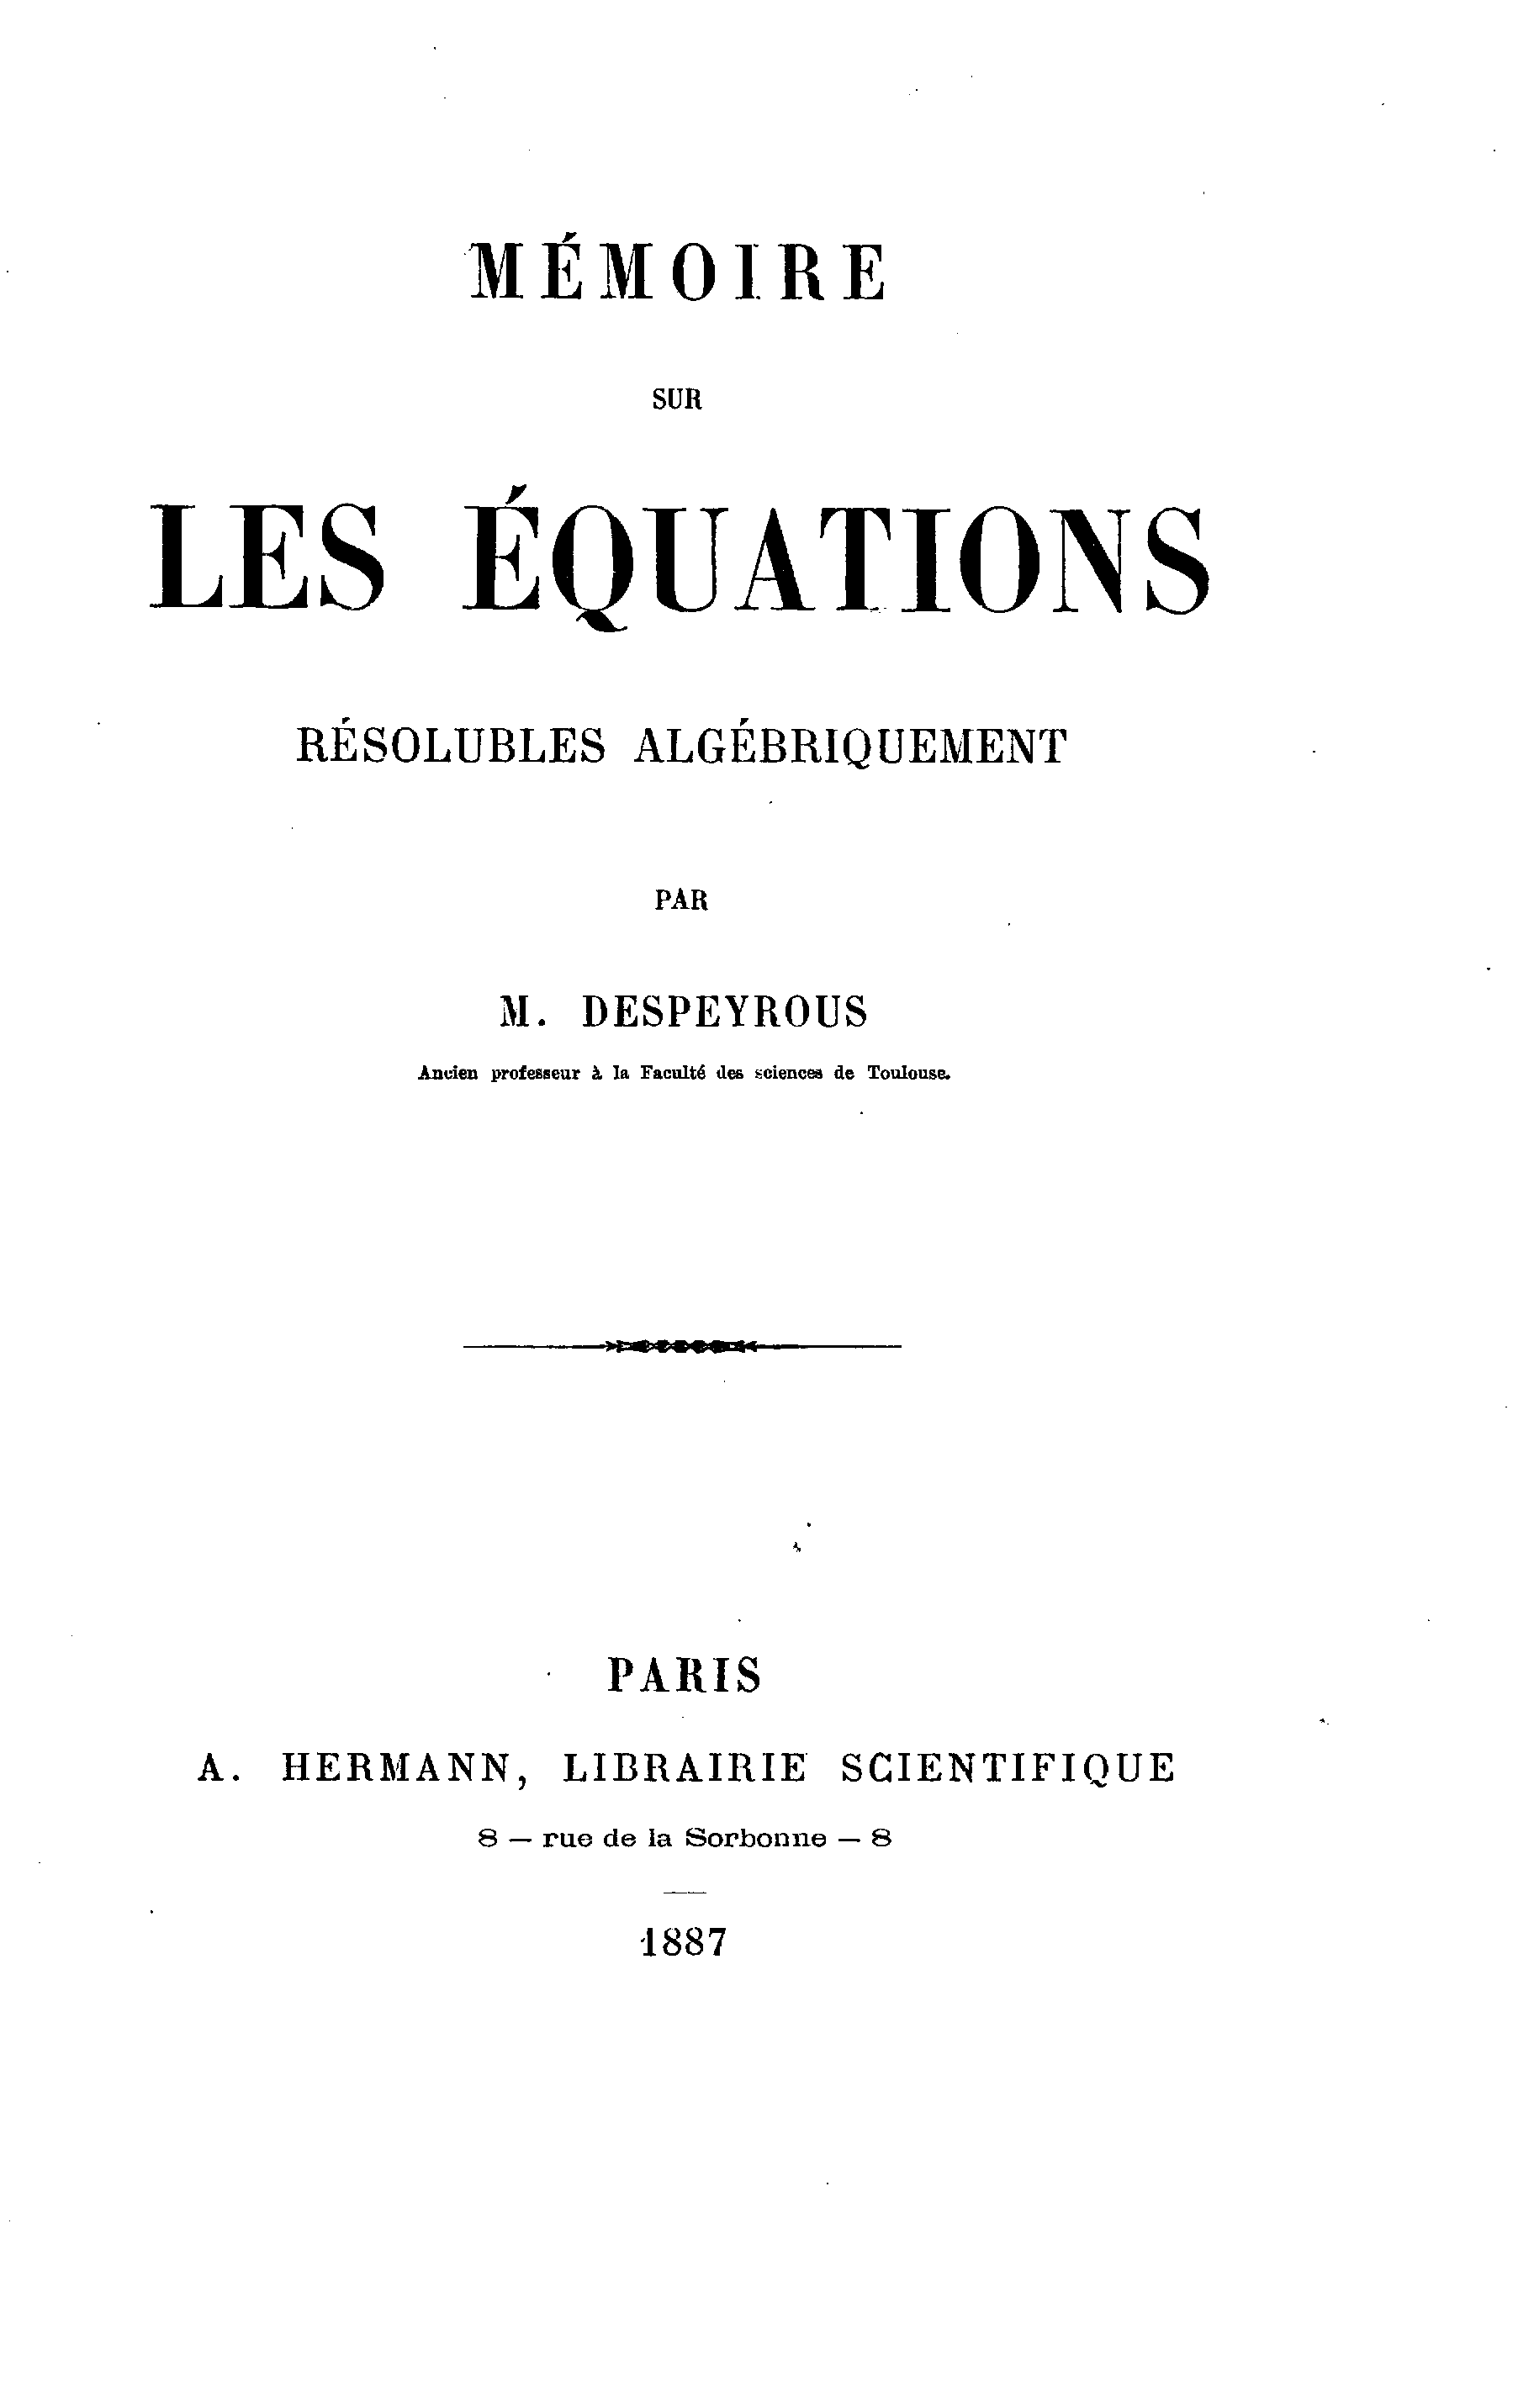 MÉMOIRE
SUR
LES ÉQUATIONS
RÉSOLUBLES ALGÉBRIQUEMENT
PAR
M. DESPEYROUS
Ancien professeur à la Faculté des sciences de Toulouse.
PARIS
A. HERMANN, LIBRAIRIE SCIENTIFIQUE
8 — rue de la Sorbonne — 8
1887